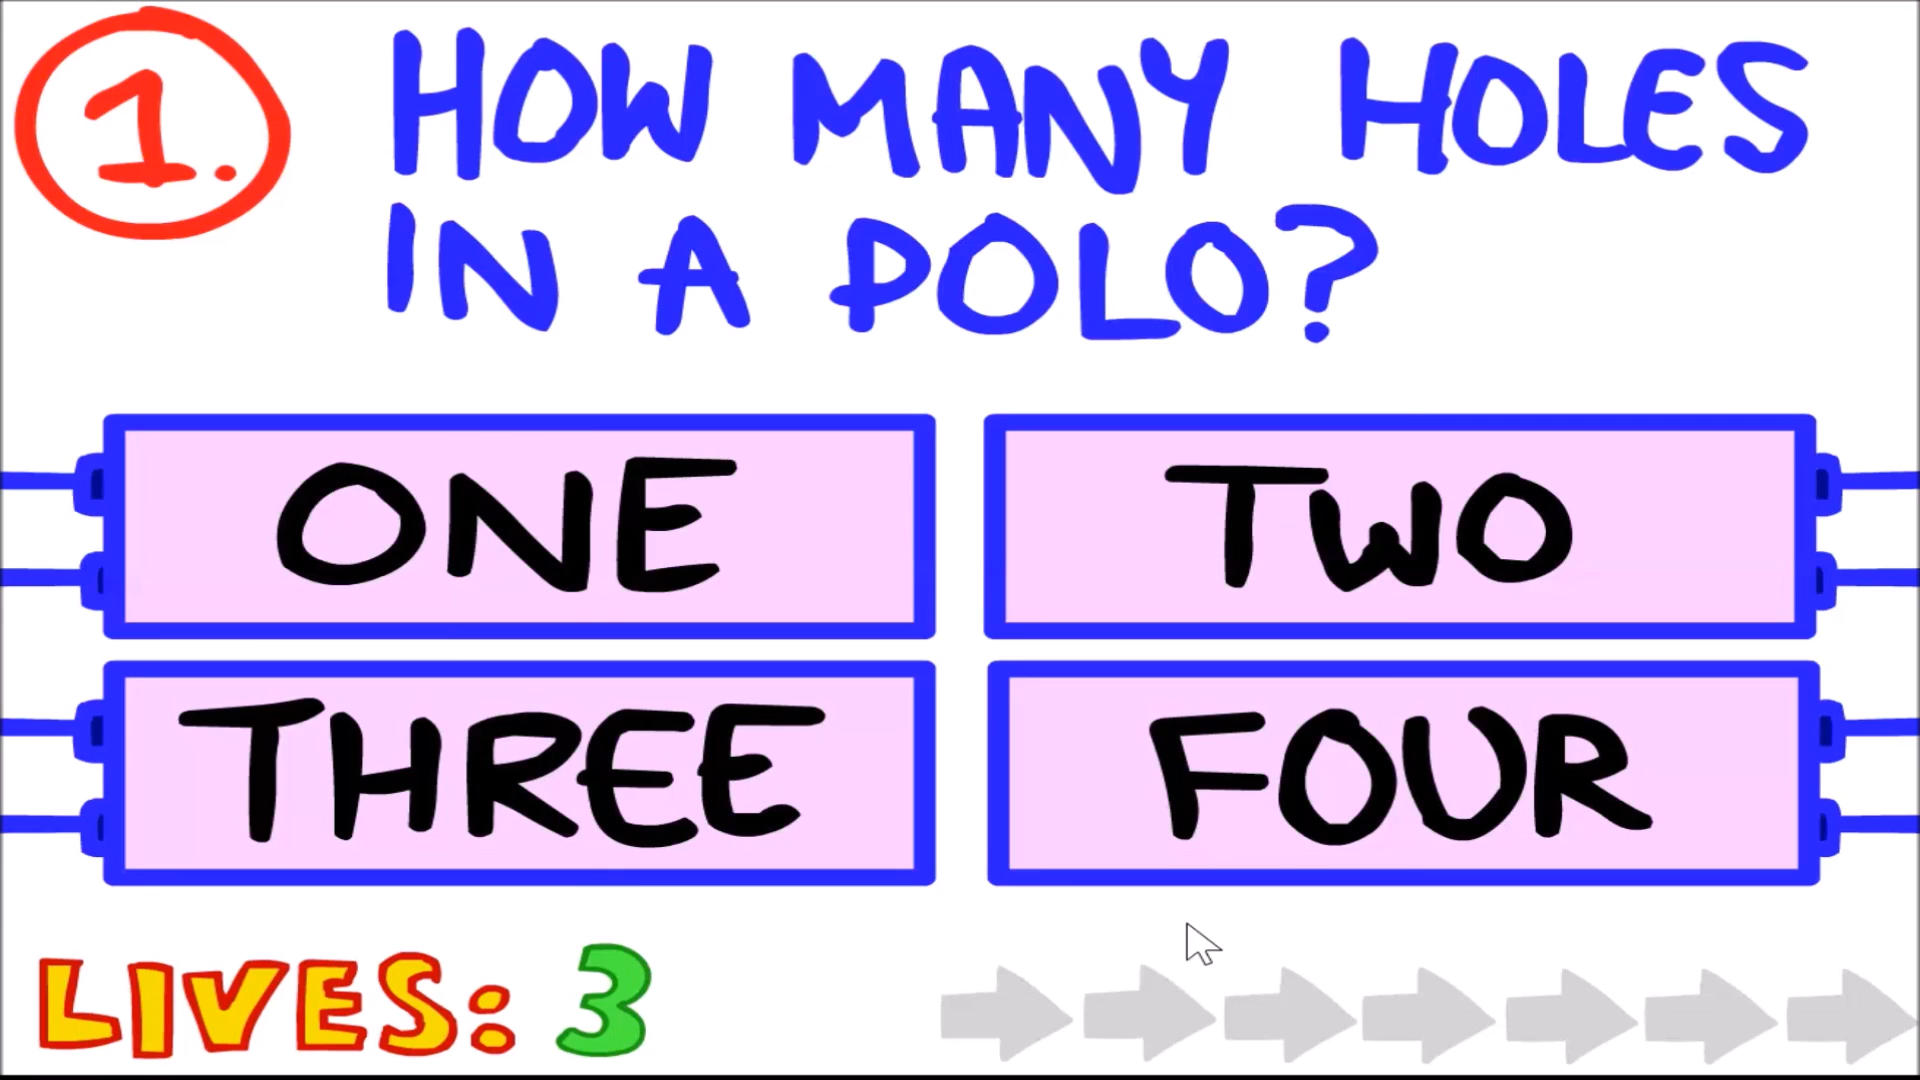 1.
HOW MANY HOLES
IN A POLO?
ONE
TWO
THREE
FOUR
LIVES: 3